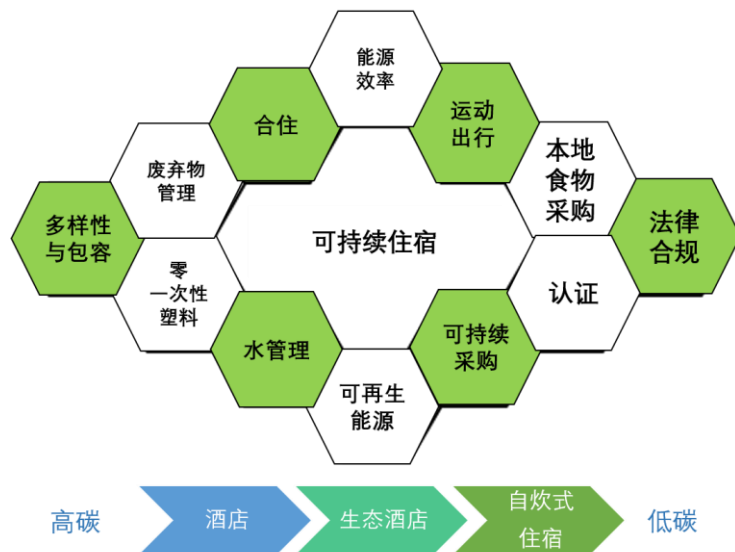 能源
效率
合住
运动
出行
废弃物
管理
本地
食物
采购
多样性
与包容
可持续住宿
法律
合规
零
一次性
塑料
认证
水管理
可持续
采购
可再生
能源
高碳
酒店
生态酒店
自炊式
住宿
低碳